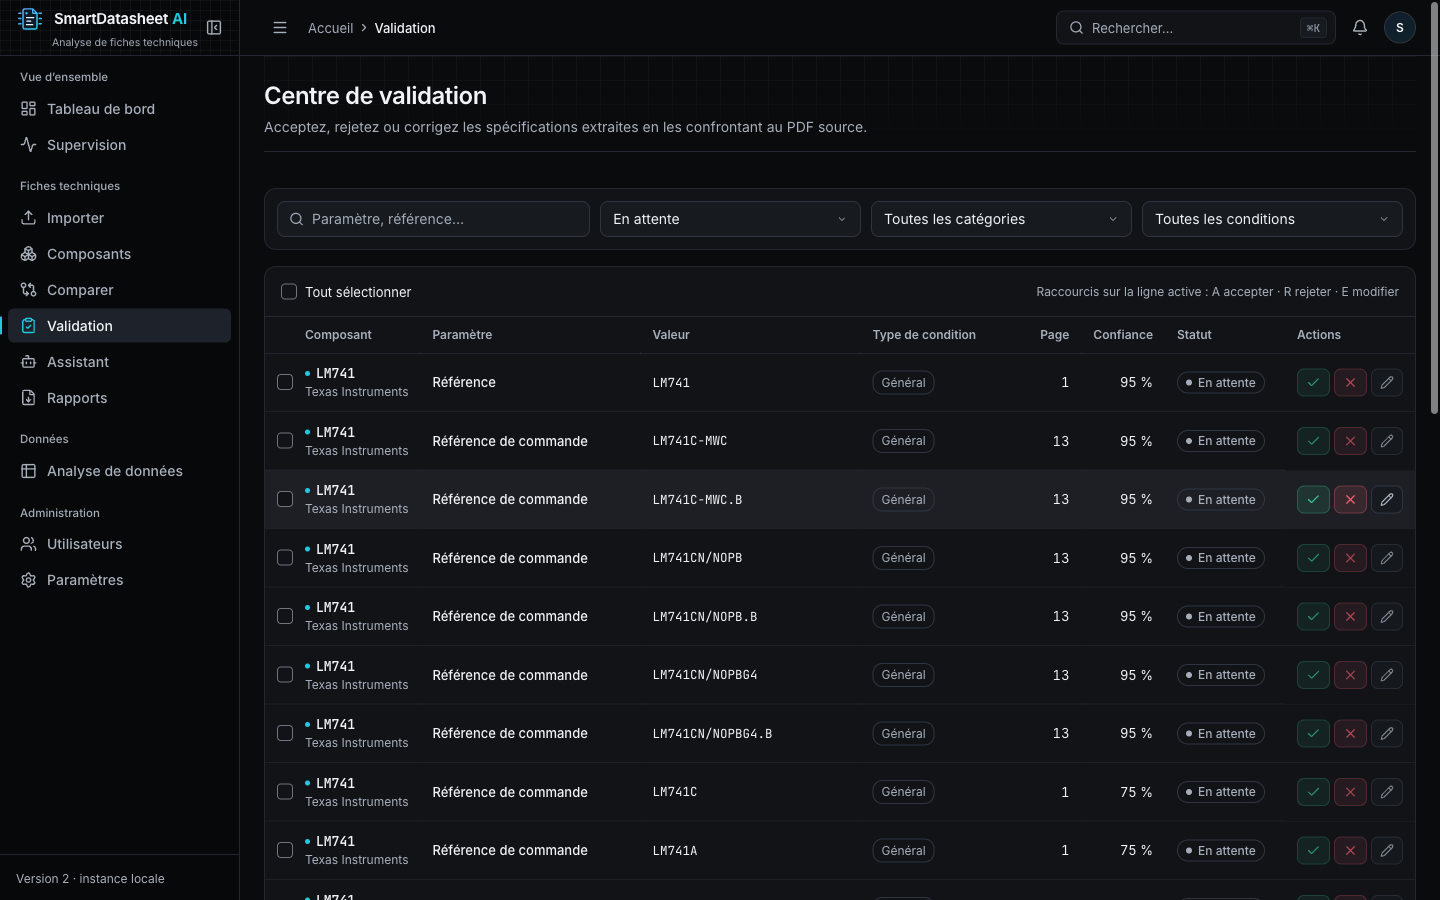 SmartDatasheet AI
Analyse de fiches techniques
Accueil > Validation
Rechercher...
⌘K
S
Vue d'ensemble
Tableau de bord
Supervision
Fiches techniques
Importer
Composants
Comparer
Validation
Assistant
Rapports
Données
Analyse de données
Administration
Utilisateurs
Paramètres
Version 2 · instance locale
Centre de validation
Acceptez, rejetez ou corrigez les spécifications extraites en les confrontant au PDF source.
Paramètre, référence...
En attente
Toutes les catégories
Toutes les conditions
Tout sélectionner
Raccourcis sur la ligne active : A accepter · R rejeter · E modifier
Composant Paramètre Valeur Type de condition Page Confiance Statut Actions
LM741 Texas Instruments Référence LM741 Général 1 95 % En attente
LM741 Texas Instruments Référence de commande LM741C-MWC Général 13 95 % En attente
LM741 Texas Instruments Référence de commande LM741C-MWC.B Général 13 95 % En attente
LM741 Texas Instruments Référence de commande LM741CN/NOPB Général 13 95 % En attente
LM741 Texas Instruments Référence de commande LM741CN/NOPB.B Général 13 95 % En attente
LM741 Texas Instruments Référence de commande LM741CN/NOPBG4 Général 13 95 % En attente
LM741 Texas Instruments Référence de commande LM741CN/NOPBG4.B Général 13 95 % En attente
LM741 Texas Instruments Référence de commande LM741C Général 1 75 % En attente
LM741 Texas Instruments Référence de commande LM741A Général 1 75 % En attente
LM741